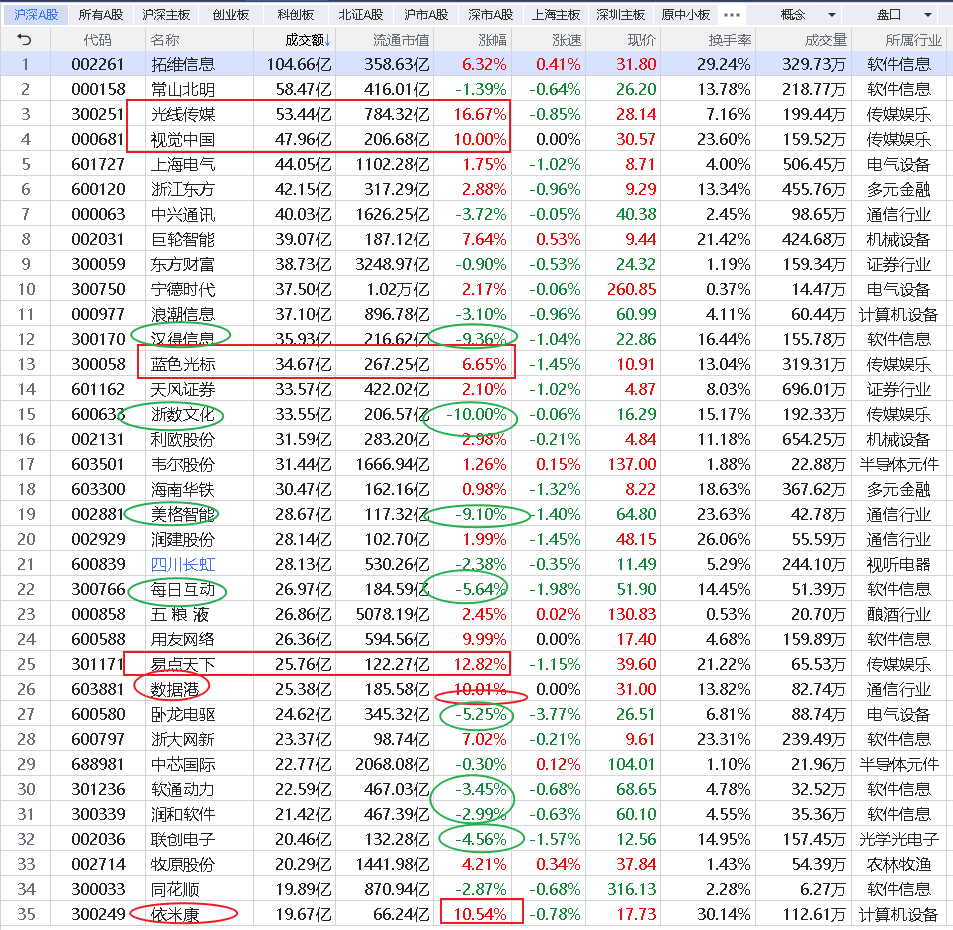 沪深A股 所有A股 沪深主板 创业板 科创板 北证A股 沪市A股 深市A股 上海主板 深圳主板 原中小板 ••• 概念 ▼ 盘口 ▼
代码 名称 成交额↓ 流通市值 涨幅 涨速 现价 换手率 成交量 所属行业
1 002261 拓维信息 104.66亿 358.63亿 6.32% 0.41% 31.80 29.24% 329.73万 软件信息
2 000158 常山北明 58.47亿 416.01亿 -1.39% -0.64% 26.20 13.78% 218.77万 软件信息
3 300251 光线传媒 53.44亿 784.32亿 16.67% -0.85% 28.14 7.16% 199.44万 传媒娱乐
4 000681 视觉中国 47.96亿 206.68亿 10.00% 0.00% 30.57 23.60% 159.52万 传媒娱乐
5 601727 上海电气 44.05亿 1102.28亿 1.75% -1.02% 8.71 4.00% 506.45万 电气设备
6 600120 浙江东方 42.15亿 317.29亿 2.88% -0.96% 9.29 13.34% 455.76万 多元金融
7 000063 中兴通讯 40.03亿 1626.25亿 -3.72% -0.05% 40.38 2.45% 98.65万 通信行业
8 002031 巨轮智能 39.07亿 187.12亿 7.64% 0.53% 9.44 21.42% 424.68万 机械设备
9 300059 东方财富 38.73亿 3248.97亿 -0.90% -0.53% 24.32 1.19% 159.34万 证券行业
10 300750 宁德时代 37.50亿 1.02万亿 2.17% -0.06% 260.85 0.37% 14.47万 电气设备
11 000977 浪潮信息 37.10亿 896.78亿 -3.10% -0.96% 60.99 4.11% 60.44万 计算机设备
12 300170 汉得信息 35.93亿 216.62亿 -9.36% -1.04% 22.86 16.44% 155.78万 软件信息
13 300058 蓝色光标 34.67亿 267.25亿 6.65% -1.45% 10.91 13.04% 319.31万 传媒娱乐
14 601162 天风证券 33.57亿 422.02亿 2.10% -1.02% 4.87 8.03% 696.01万 证券行业
15 600633 浙数文化 33.55亿 206.57亿 -10.00% -0.06% 16.29 15.17% 192.33万 传媒娱乐
16 002131 利欧股份 31.59亿 283.20亿 2.98% -0.21% 4.84 11.18% 654.25万 机械设备
17 603501 韦尔股份 31.44亿 1666.94亿 1.26% 0.15% 137.00 1.88% 22.88万 半导体元件
18 603300 海南华铁 30.47亿 162.16亿 0.98% -1.32% 8.22 18.63% 367.62万 多元金融
19 002881 美格智能 28.67亿 117.32亿 -9.10% -1.40% 64.80 23.63% 42.78万 通信行业
20 002929 润建股份 28.14亿 102.70亿 1.99% -1.45% 48.15 26.06% 55.59万 通信行业
21 600839 四川长虹 28.13亿 530.26亿 -2.38% -0.35% 11.49 5.29% 244.10万 视听电器
22 300766 每日互动 26.97亿 184.59亿 -5.64% -1.98% 51.90 14.45% 51.39万 软件信息
23 000858 五 粮 液 26.86亿 5078.19亿 2.45% 0.02% 130.83 0.53% 20.70万 酿酒行业
24 600588 用友网络 26.36亿 594.56亿 9.99% 0.00% 17.40 4.68% 159.89万 软件信息
25 301171 易点天下 25.76亿 122.27亿 12.82% -1.15% 39.60 21.22% 65.53万 传媒娱乐
26 603881 数据港 25.38亿 185.58亿 10.01% 0.00% 31.00 13.82% 82.74万 通信行业
27 600580 卧龙电驱 24.62亿 345.32亿 -5.25% -3.77% 26.51 6.81% 88.74万 电气设备
28 600797 浙大网新 23.37亿 98.74亿 7.02% -0.21% 9.61 23.31% 239.49万 软件信息
29 688981 中芯国际 22.77亿 2068.08亿 -0.30% 0.12% 104.01 1.10% 21.96万 半导体元件
30 301236 软通动力 22.59亿 467.03亿 -3.45% -0.68% 68.65 4.78% 32.52万 软件信息
31 300339 润和软件 21.42亿 467.39亿 -2.99% -0.63% 60.10 4.55% 35.36万 软件信息
32 002036 联创电子 20.46亿 132.28亿 -4.56% -1.57% 12.56 14.95% 157.45万 光学光电子
33 002714 牧原股份 20.29亿 1441.98亿 4.21% 0.34% 37.84 1.43% 54.39万 农林牧渔
34 300033 同花顺 19.89亿 870.94亿 -2.87% -0.68% 316.13 2.28% 6.27万 软件信息
35 300249 依米康 19.67亿 66.24亿 10.54% -0.78% 17.73 30.14% 112.61万 计算机设备